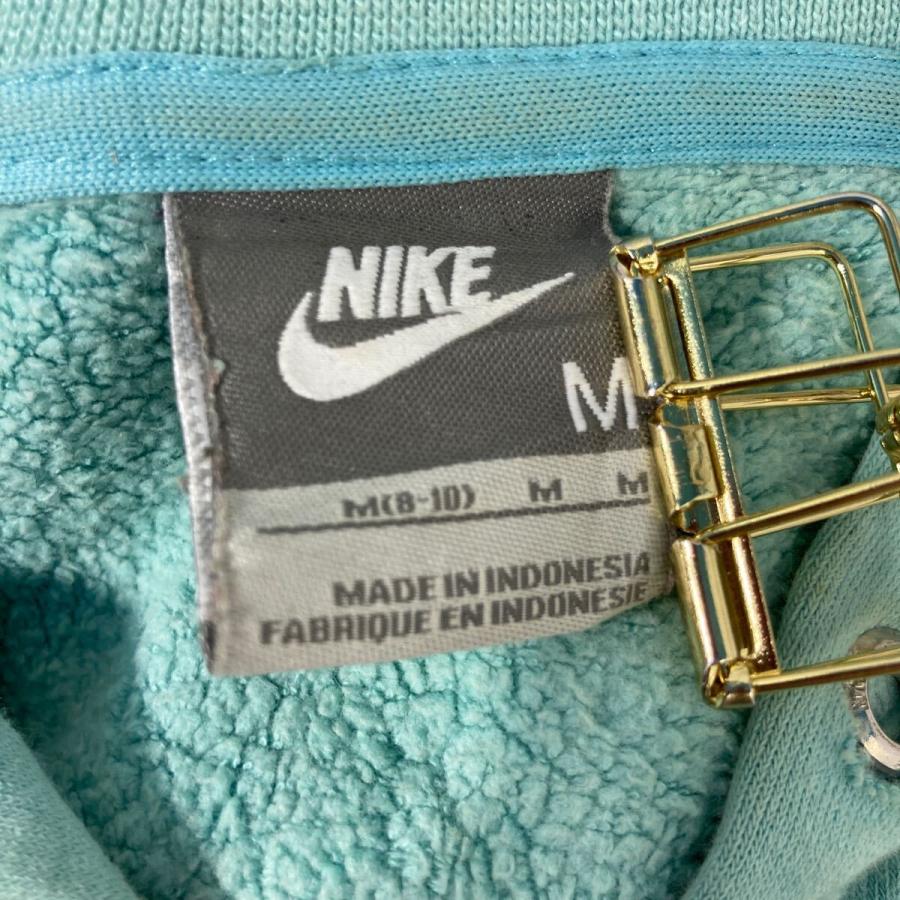 NIKE
M
M(8-10) M M
MADE IN INDONESIA
FABRIQUE EN INDONESIE